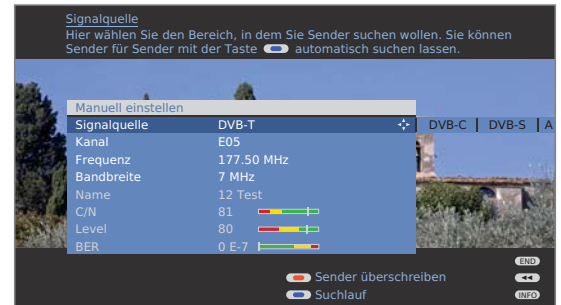 Signalquelle
Hier wählen Sie den Bereich, in dem Sie Sender suchen wollen. Sie können
Sender für Sender mit der Taste automatisch suchen lassen.
Manuell einstellen
Signalquelle DVB-T DVB-C DVB-S A
Kanal E05
Frequenz 177.50 MHz
Bandbreite 7 MHz
Name 12 Test
C/N 81
Level 80
BER 0 E-7
END
Sender überschreiben
Suchlauf INFO